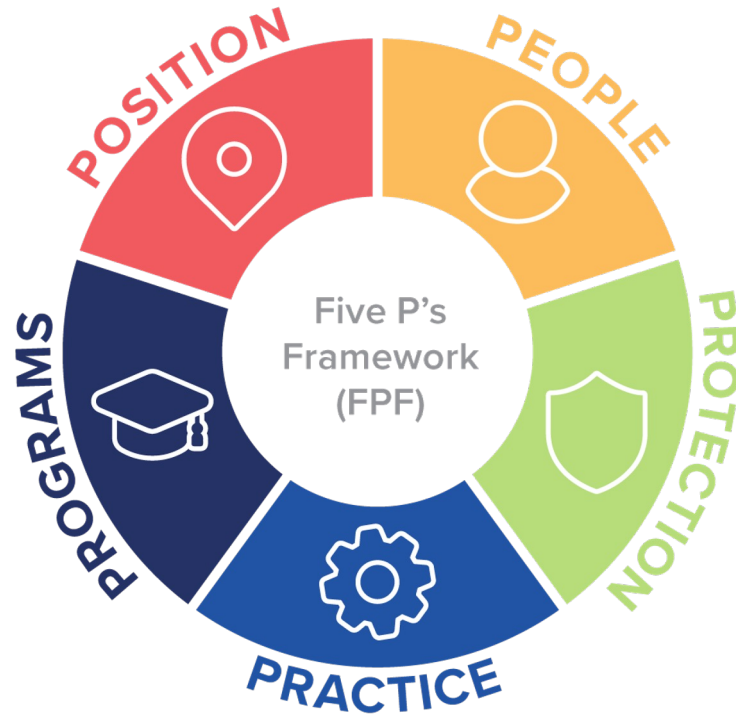 POSITION
PEOPLE
PROTECTION
PRACTICE
PROGRAMS
Five P's
Framework
(FPF)